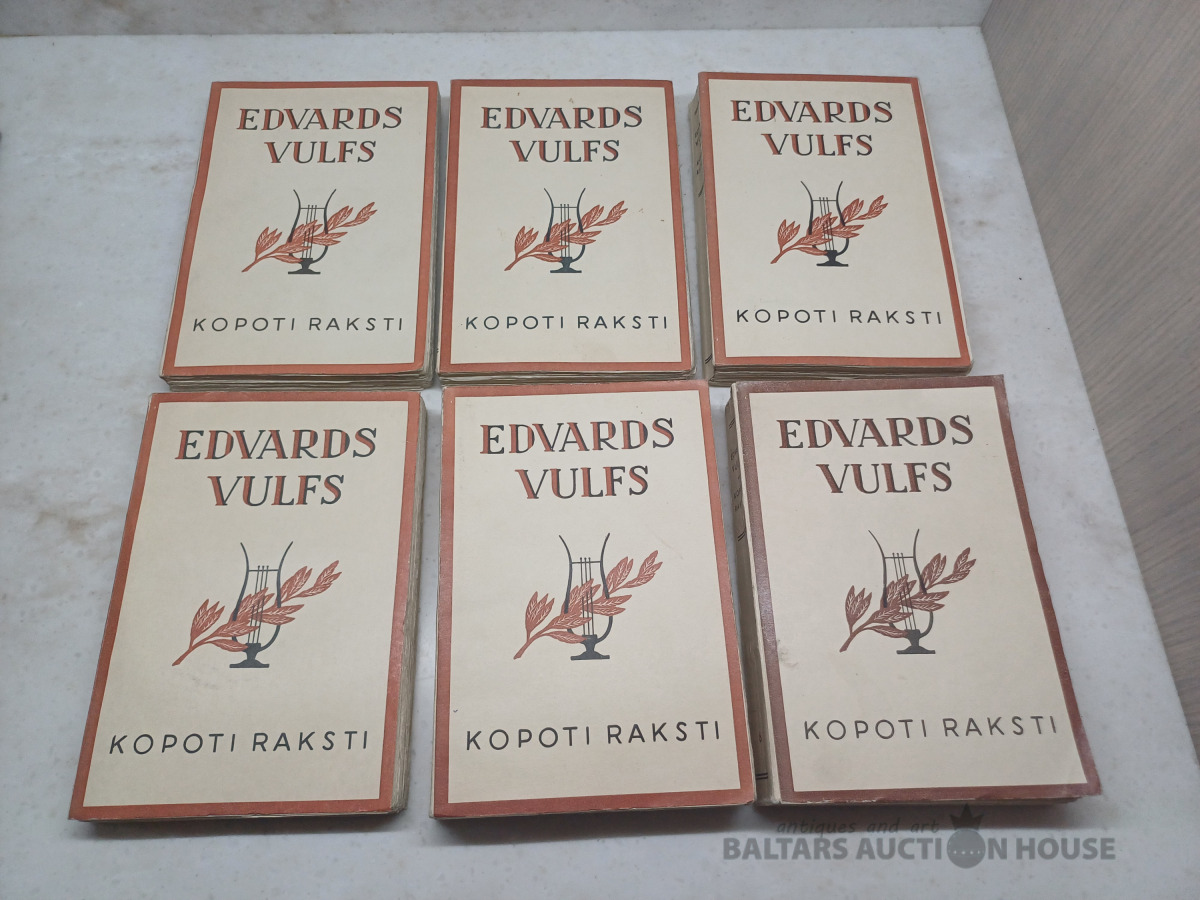 EDVARDS
VULFS
KOPOTI RAKSTI
EDVARDS
VULFS
KOPOTI RAKSTI
EDVARDS
VULFS
KOPOTI RAKSTI
EDVARDS
VULFS
KOPOTI RAKSTI
EDVARDS
VULFS
KOPOTI RAKSTI
EDVARDS
VULFS
KOPOTI RAKSTI
antiques and art
BALTARS AUCTION HOUSE